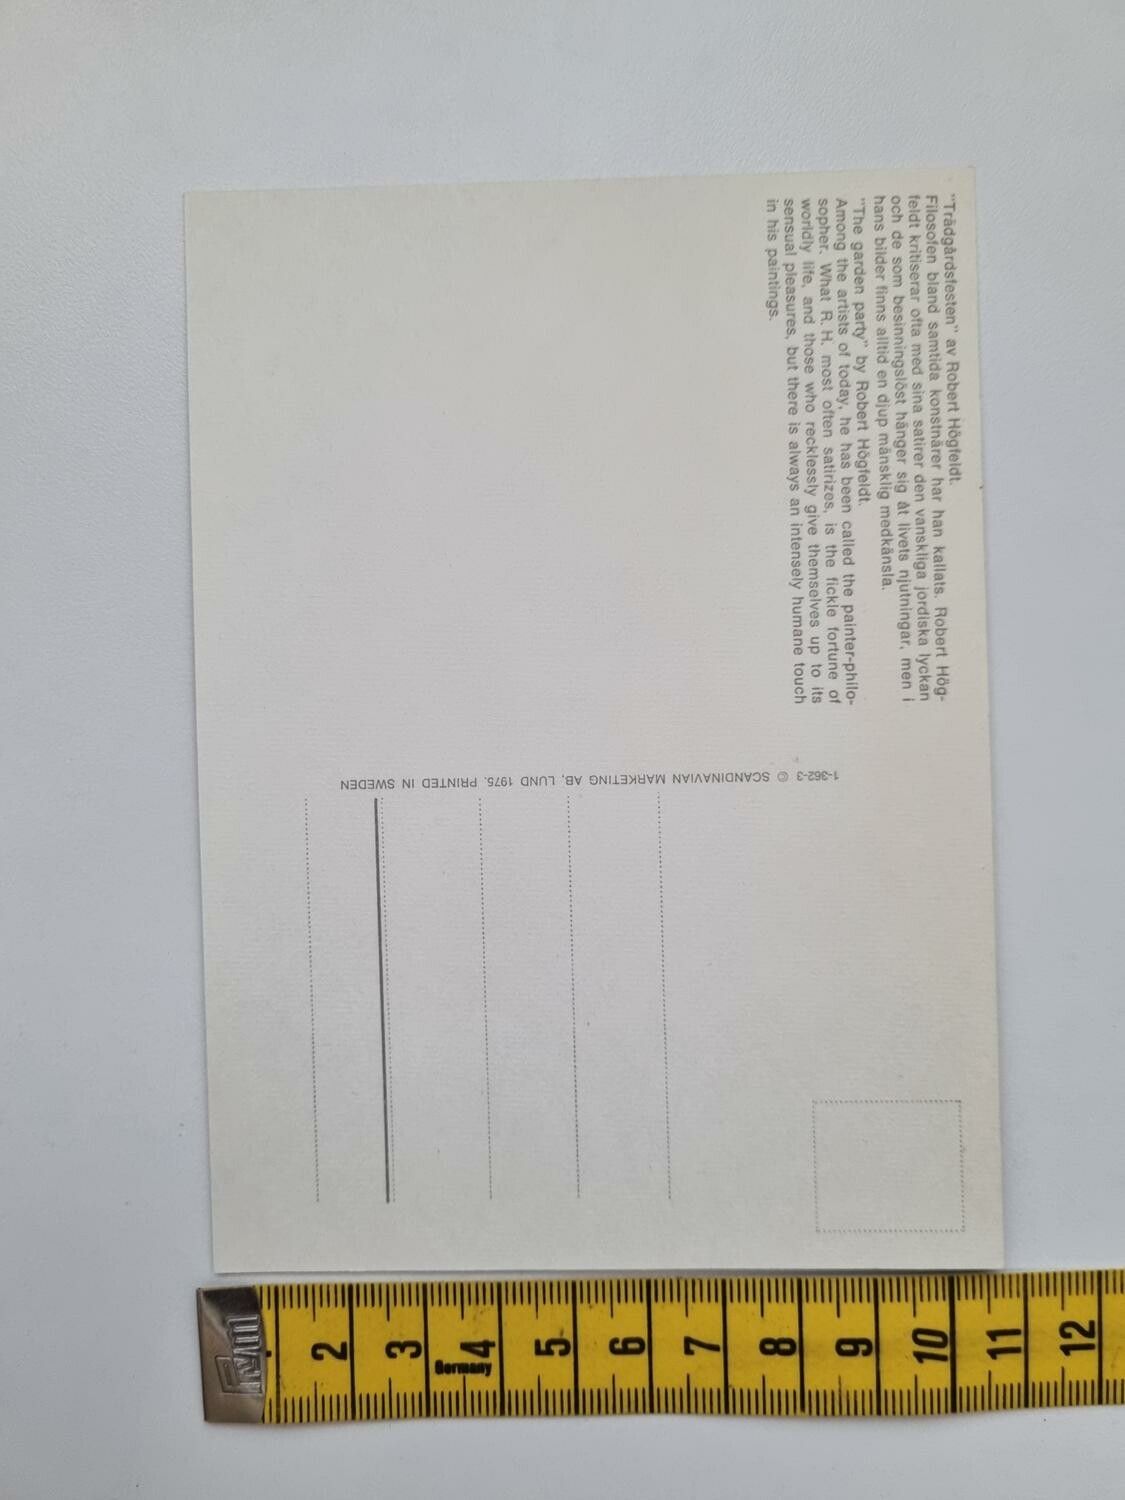 "Trädgårdsfesten" av Robert Högfeldt.
Filosofen bland samtida konstnärer har han kallats. Robert Hög-
feldt kritiserar ofta med sina satirer den vanskliga jordiska lyckan
och de som besinningslöst hänger sig åt livets njutningar, men i
hans bilder finns alltid en djup mänsklig medkänsla.
"The garden party" by Robert Högfeldt.
Among the artists of today, he has been called the painter-philo-
sopher. What R. H. most often satirizes, is the fickle fortune of
worldly life, and those who recklessly give themselves up to its
sensual pleasures, but there is always an intensely humane touch
in his paintings.
1-362-3 © SCANDINAVIAN MARKETING AB, LUND 1975. PRINTED IN SWEDEN
Prym
2 3 4 5 6 7 8 9 10 11 12
Germany